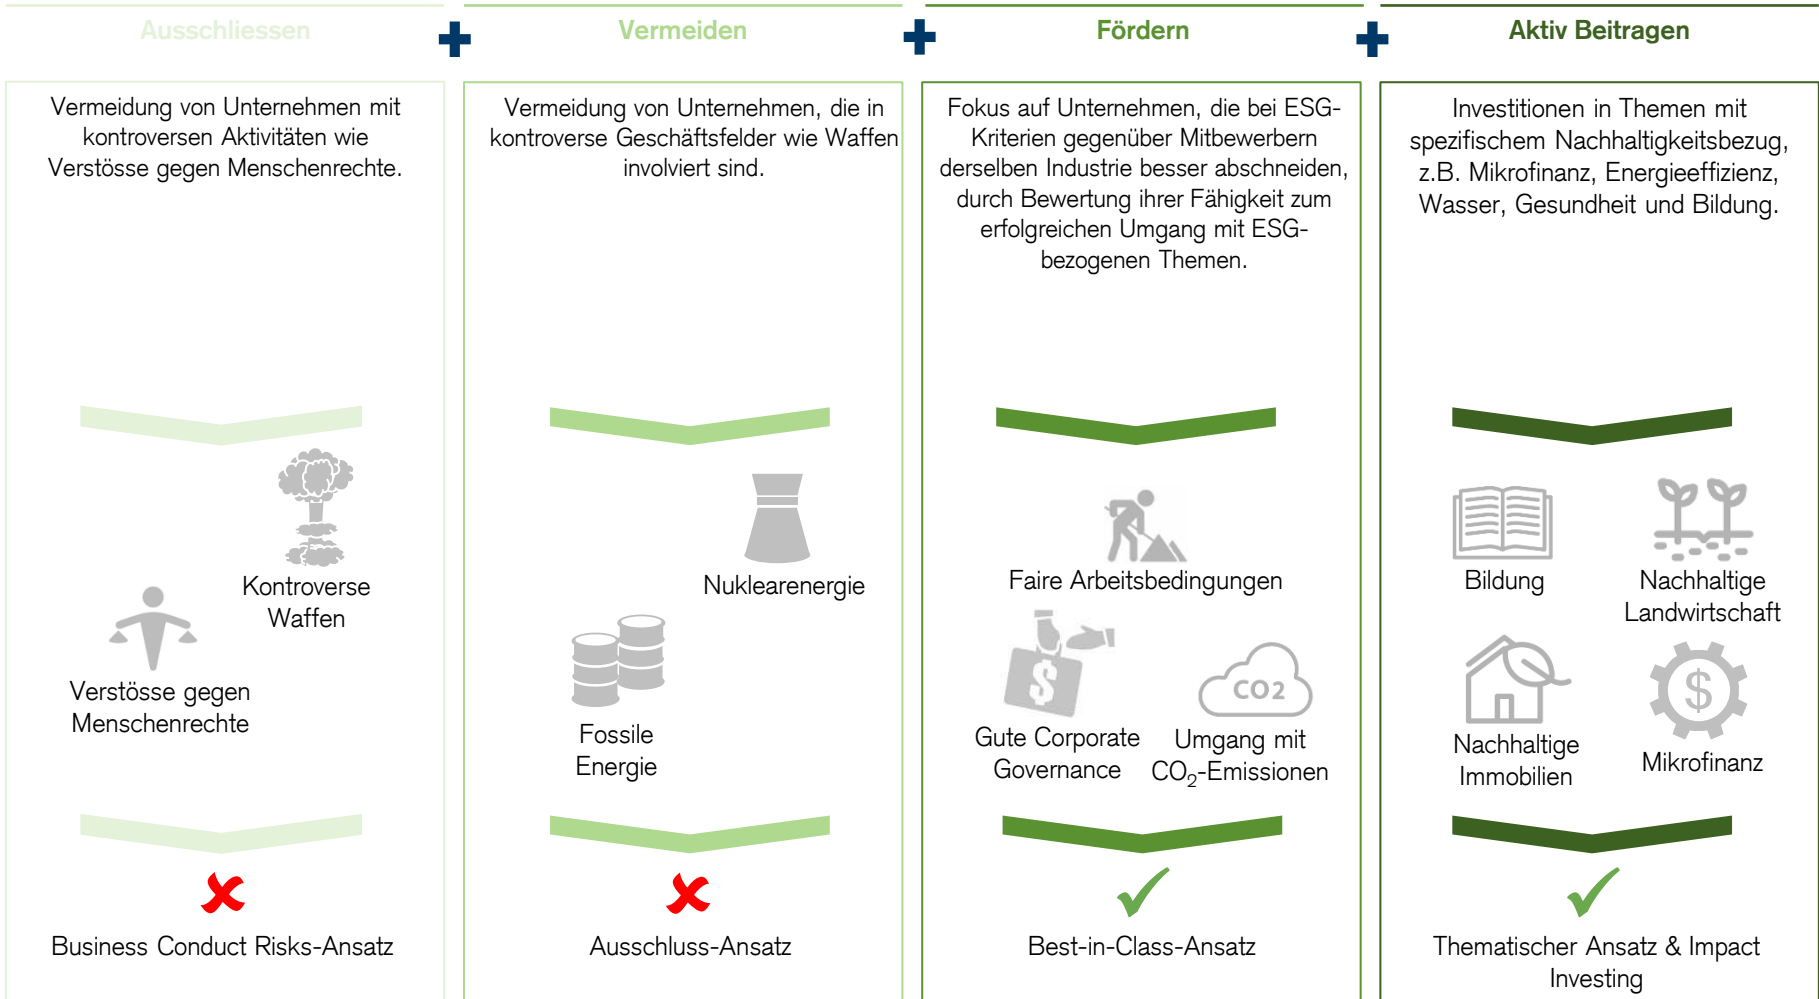 Ausschliessen
Vermeidung von Unternehmen mit
kontroversen Aktivitäten wie
Verstösse gegen Menschenrechte.
Kontroverse
Waffen
Verstösse gegen
Menschenrechte
Business Conduct Risks-Ansatz
Vermeiden
Vermeidung von Unternehmen, die in
kontroverse Geschäftsfelder wie Waffen
involviert sind.
Nuklearenergie
Fossile
Energie
Ausschluss-Ansatz
Fördern
Fokus auf Unternehmen, die bei ESG-
Kriterien gegenüber Mitbewerbern
derselben Industrie besser abschneiden,
durch Bewertung ihrer Fähigkeit zum
erfolgreichen Umgang mit ESG-
bezogenen Themen.
Faire Arbeitsbedingungen
$
Gute Corporate
Governance
CO2
Umgang mit
CO₂-Emissionen
Best-in-Class-Ansatz
Aktiv Beitragen
Investitionen in Themen mit
spezifischem Nachhaltigkeitsbezug,
z.B. Mikrofinanz, Energieeffizienz,
Wasser, Gesundheit und Bildung.
Bildung
Nachhaltige
Landwirtschaft
Nachhaltige
Immobilien
$
Mikrofinanz
Thematischer Ansatz & Impact
Investing